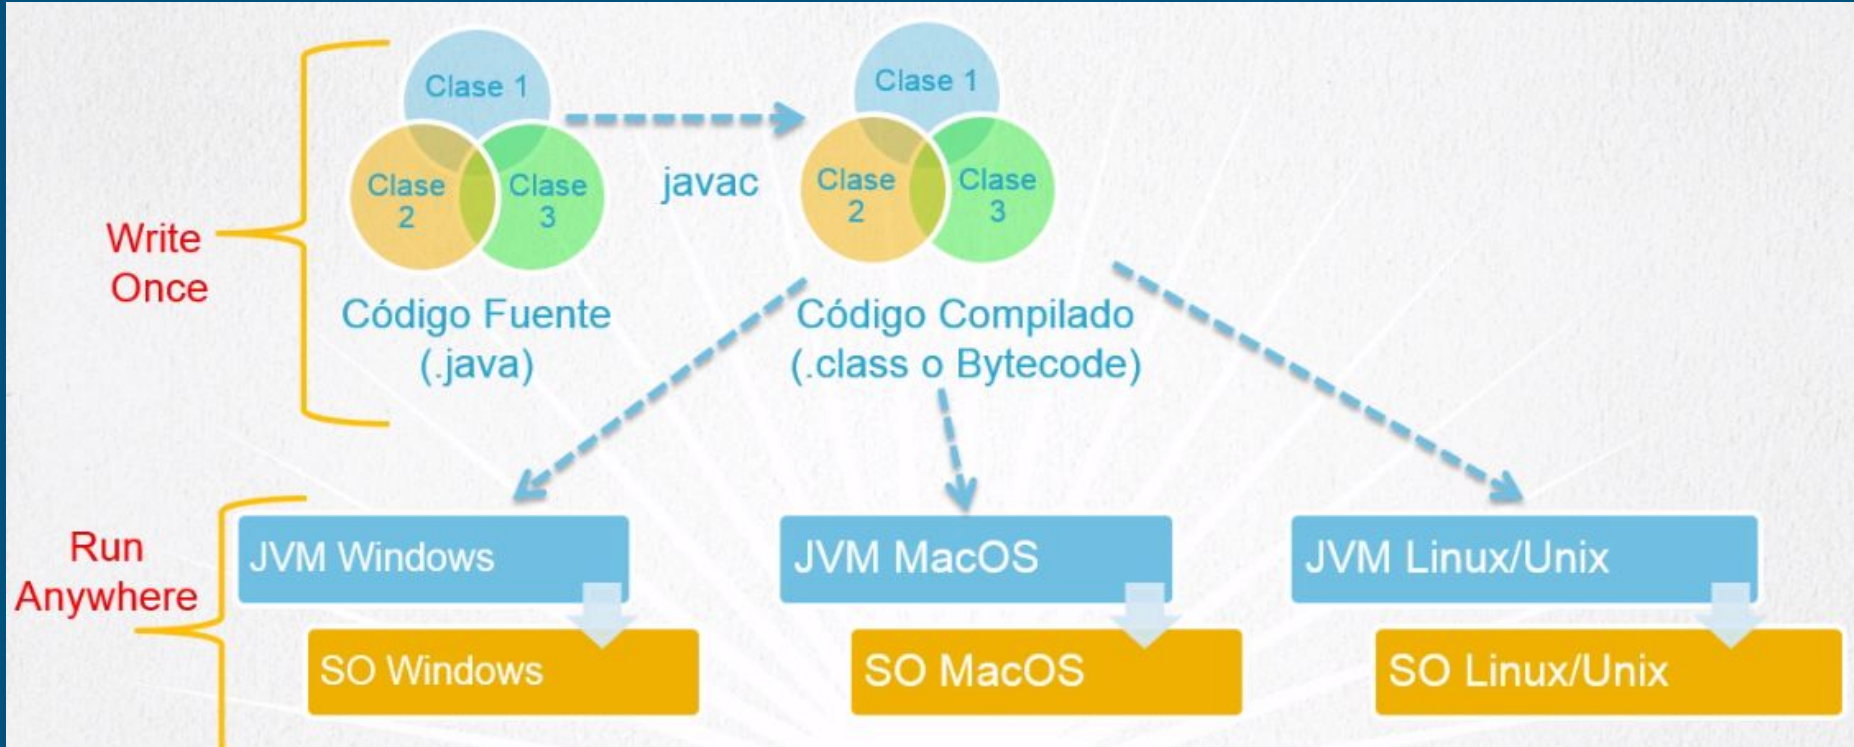 Clase 1
Clase
2
Clase
3
javac
Clase 1
Clase
2
Clase
3
Write
Once
Código Fuente
(.java)
Código Compilado
(.class o Bytecode)
Run
Anywhere
JVM Windows
JVM MacOS
JVM Linux/Unix
SO Windows
SO MacOS
SO Linux/Unix